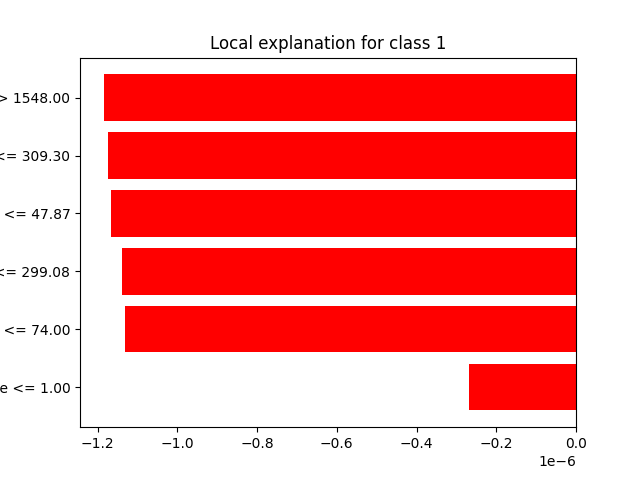 Local explanation for class 1
> 1548.00
<= 309.30
<= 47.87
<= 299.08
<= 74.00
e <= 1.00
−1.2 −1.0 −0.8 −0.6 −0.4 −0.2 0.0
1e−6